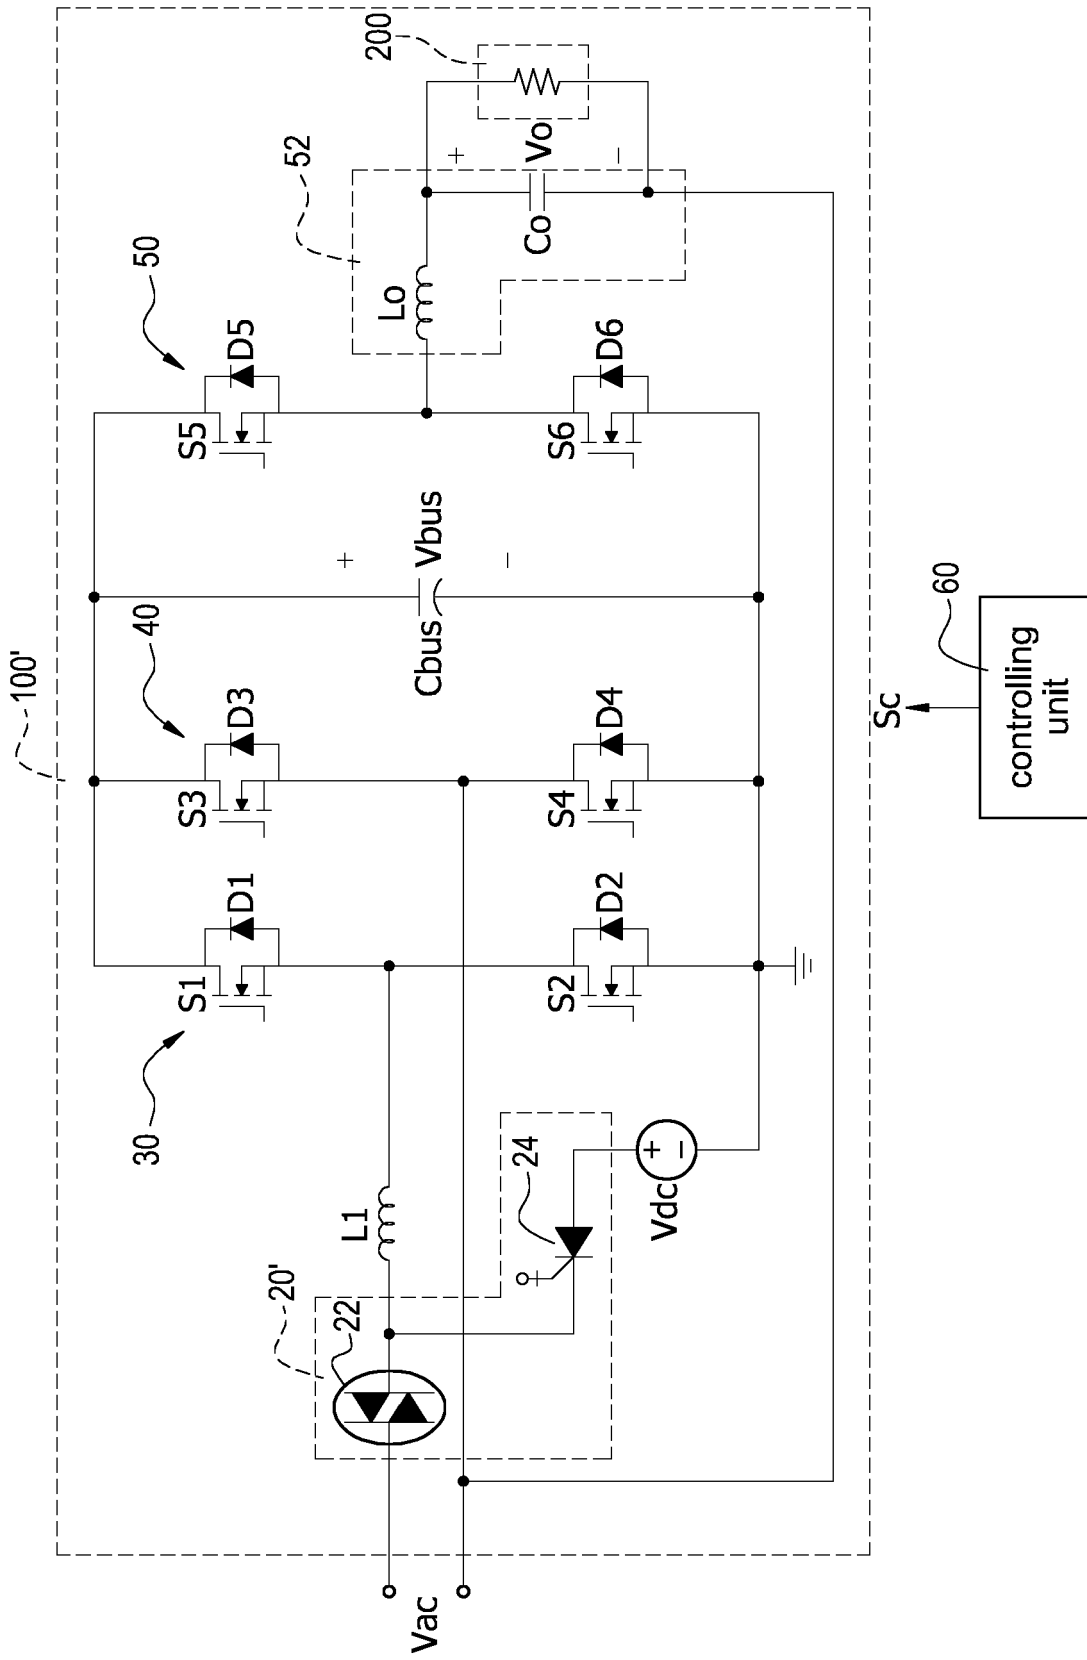 100'
30
40
50
52
200
S1
D1
S3
D3
S5
D5
20'
22
L1
Cbus
Vbus
+
−
Lo
+
Vo
−
Co
Vac
24
S2
D2
S4
D4
S6
D6
Vdc
+
−
Sc
60
controlling
unit